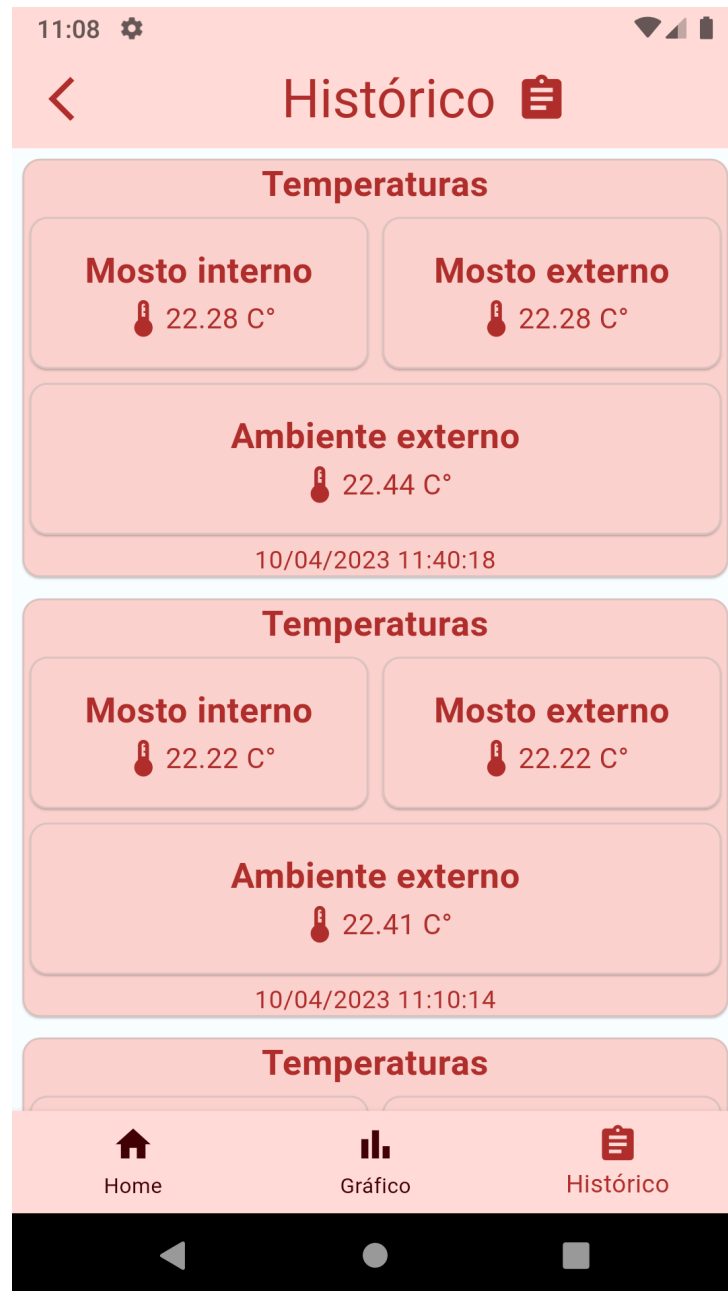 11:08
Histórico
Temperaturas
Mosto interno
22.28 C°
Mosto externo
22.28 C°
Ambiente externo
22.44 C°
10/04/2023 11:40:18
Temperaturas
Mosto interno
22.22 C°
Mosto externo
22.22 C°
Ambiente externo
22.41 C°
10/04/2023 11:10:14
Temperaturas
Home
Gráfico
Histórico